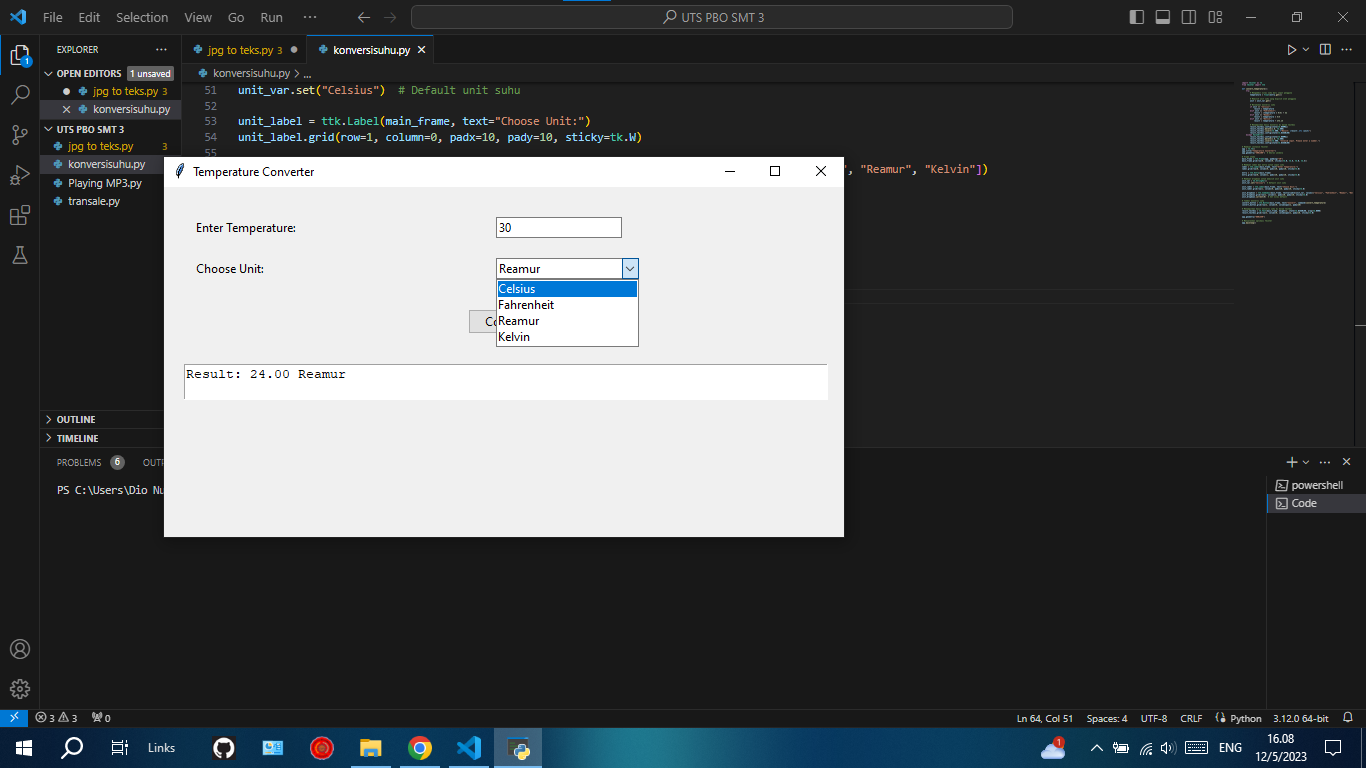 File Edit Selection View Go Run ···
UTS PBO SMT 3
EXPLORER ···
OPEN EDITORS 1 unsaved
jpg to teks.py 3
konversisuhu.py
UTS PBO SMT 3
jpg to teks.py 3
konversisuhu.py
Playing MP3.py
transale.py
OUTLINE
TIMELINE
1
jpg to teks.py 3
konversisuhu.py
konversisuhu.py > ...
51 unit_var.set("Celsius") # Default unit suhu
52
53 unit_label = ttk.Label(main_frame, text="Choose Unit:")
54 unit_label.grid(row=1, column=0, padx=10, pady=10, sticky=tk.W)
55
", "Reamur", "Kelvin"])
Temperature Converter
Enter Temperature: 30
Choose Unit: Reamur
Celsius
Fahrenheit
Reamur
Kelvin
Result: 24.00 Reamur
PROBLEMS 6
PS C:\Users\Dio
powershell
Code
3 3 0
Ln 64, Col 51 Spaces: 4 UTF-8 CRLF Python 3.12.0 64-bit
Links
1
ENG
16.08
12/5/2023